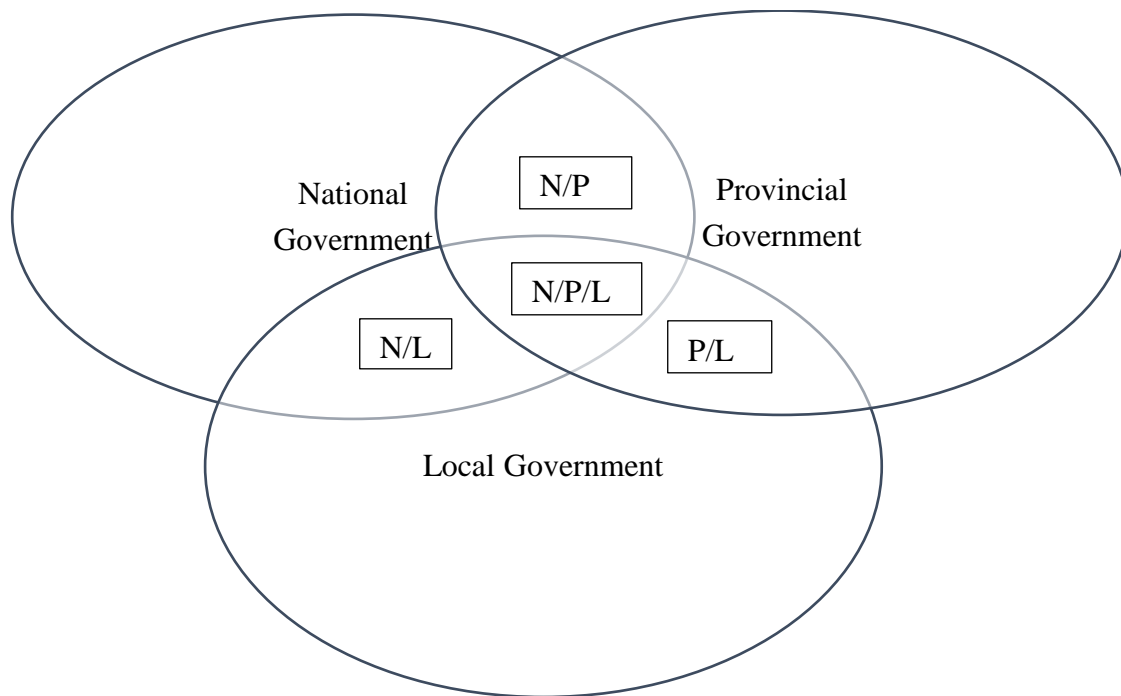 N/P
National
Government
Provincial
Government
N/P/L
N/L
P/L
Local Government